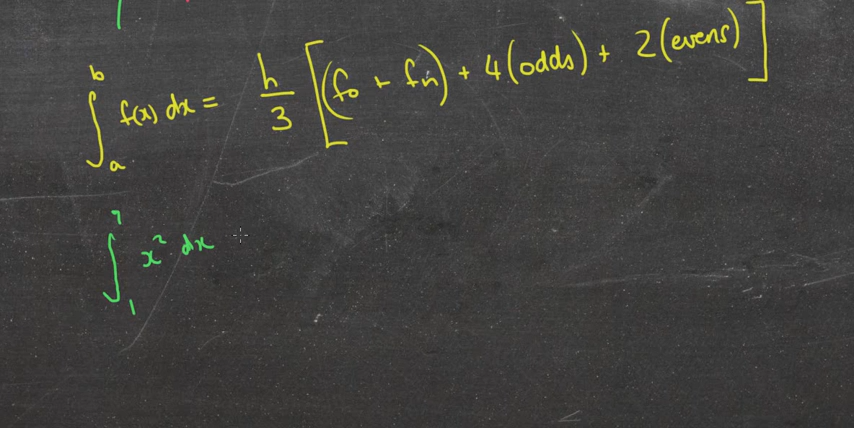 ∫_a^b f(x) dx = h/3 [(f₀ + fₙ) + 4(odds) + 2(evens)]
∫_1^7 x² dx